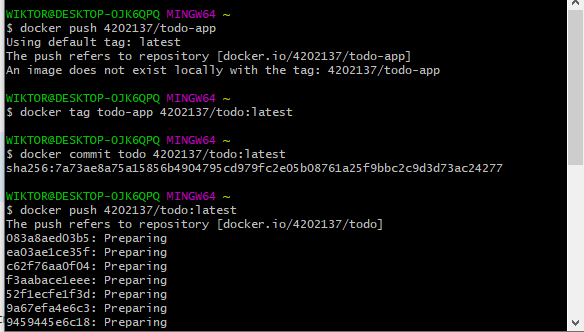 WIKTOR@DESKTOP-OJK6QPQ MINGW64 ~
$ docker push 4202137/todo-app
Using default tag: latest
The push refers to repository [docker.io/4202137/todo-app]
An image does not exist locally with the tag: 4202137/todo-app
WIKTOR@DESKTOP-OJK6QPQ MINGW64 ~
$ docker tag todo-app 4202137/todo:latest
WIKTOR@DESKTOP-OJK6QPQ MINGW64 ~
$ docker commit todo 4202137/todo:latest
sha256:7a73ae8a75a15856b4904795cd979fc2e05b08761a25f9bbc2c9d3d73ac24277
WIKTOR@DESKTOP-OJK6QPQ MINGW64 ~
$ docker push 4202137/todo:latest
The push refers to repository [docker.io/4202137/todo]
083a8aed03b5: Preparing
ea03ae1ce35f: Preparing
c62f76aa0f04: Preparing
f3aabace1eee: Preparing
52f1ecfe1f3d: Preparing
9a67efa4e6c3: Preparing
9459445e6c18: Preparing